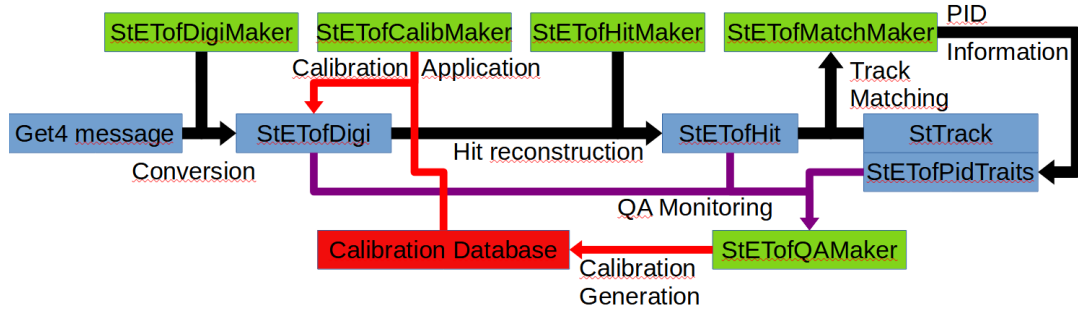 StETofDigiMaker
StETofCalibMaker
StETofHitMaker
StETofMatchMaker
PID
Information
Calibration
Application
Track
Matching
Get4 message
StETofDigi
StETofHit
StTrack
Conversion
Hit reconstruction
StETofPidTraits
QA Monitoring
Calibration Database
StETofQAMaker
Calibration
Generation